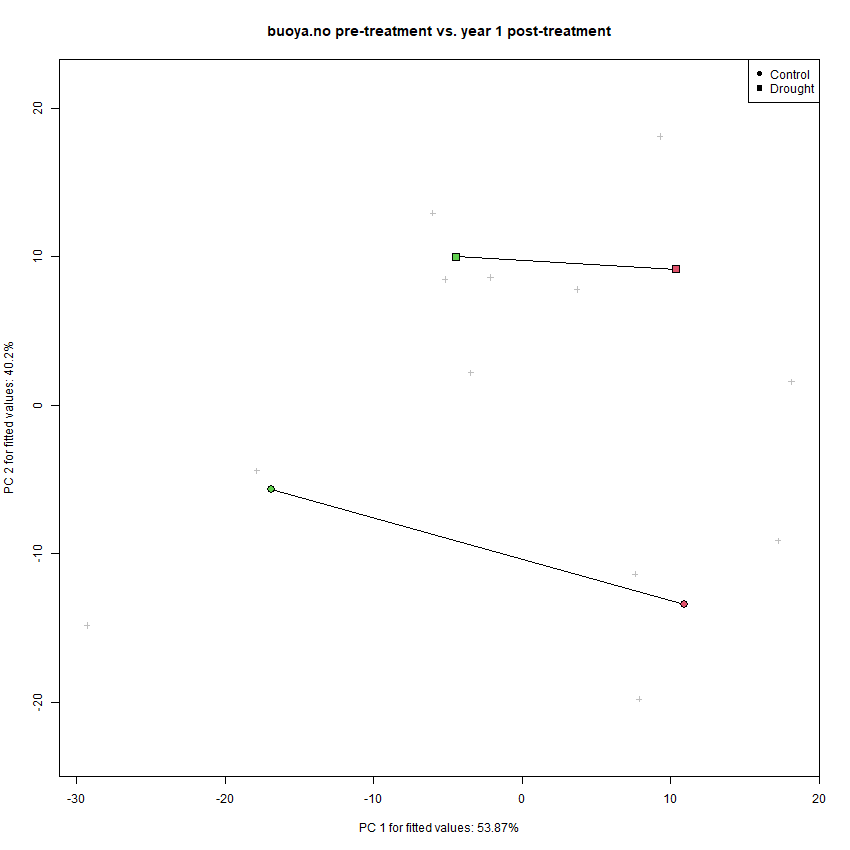 buoya.no pre-treatment vs. year 1 post-treatment
Control
Drought
20
10
0
-10
-20
PC 2 for fitted values: 40.2%
-30
-20
-10
0
10
20
PC 1 for fitted values: 53.87%